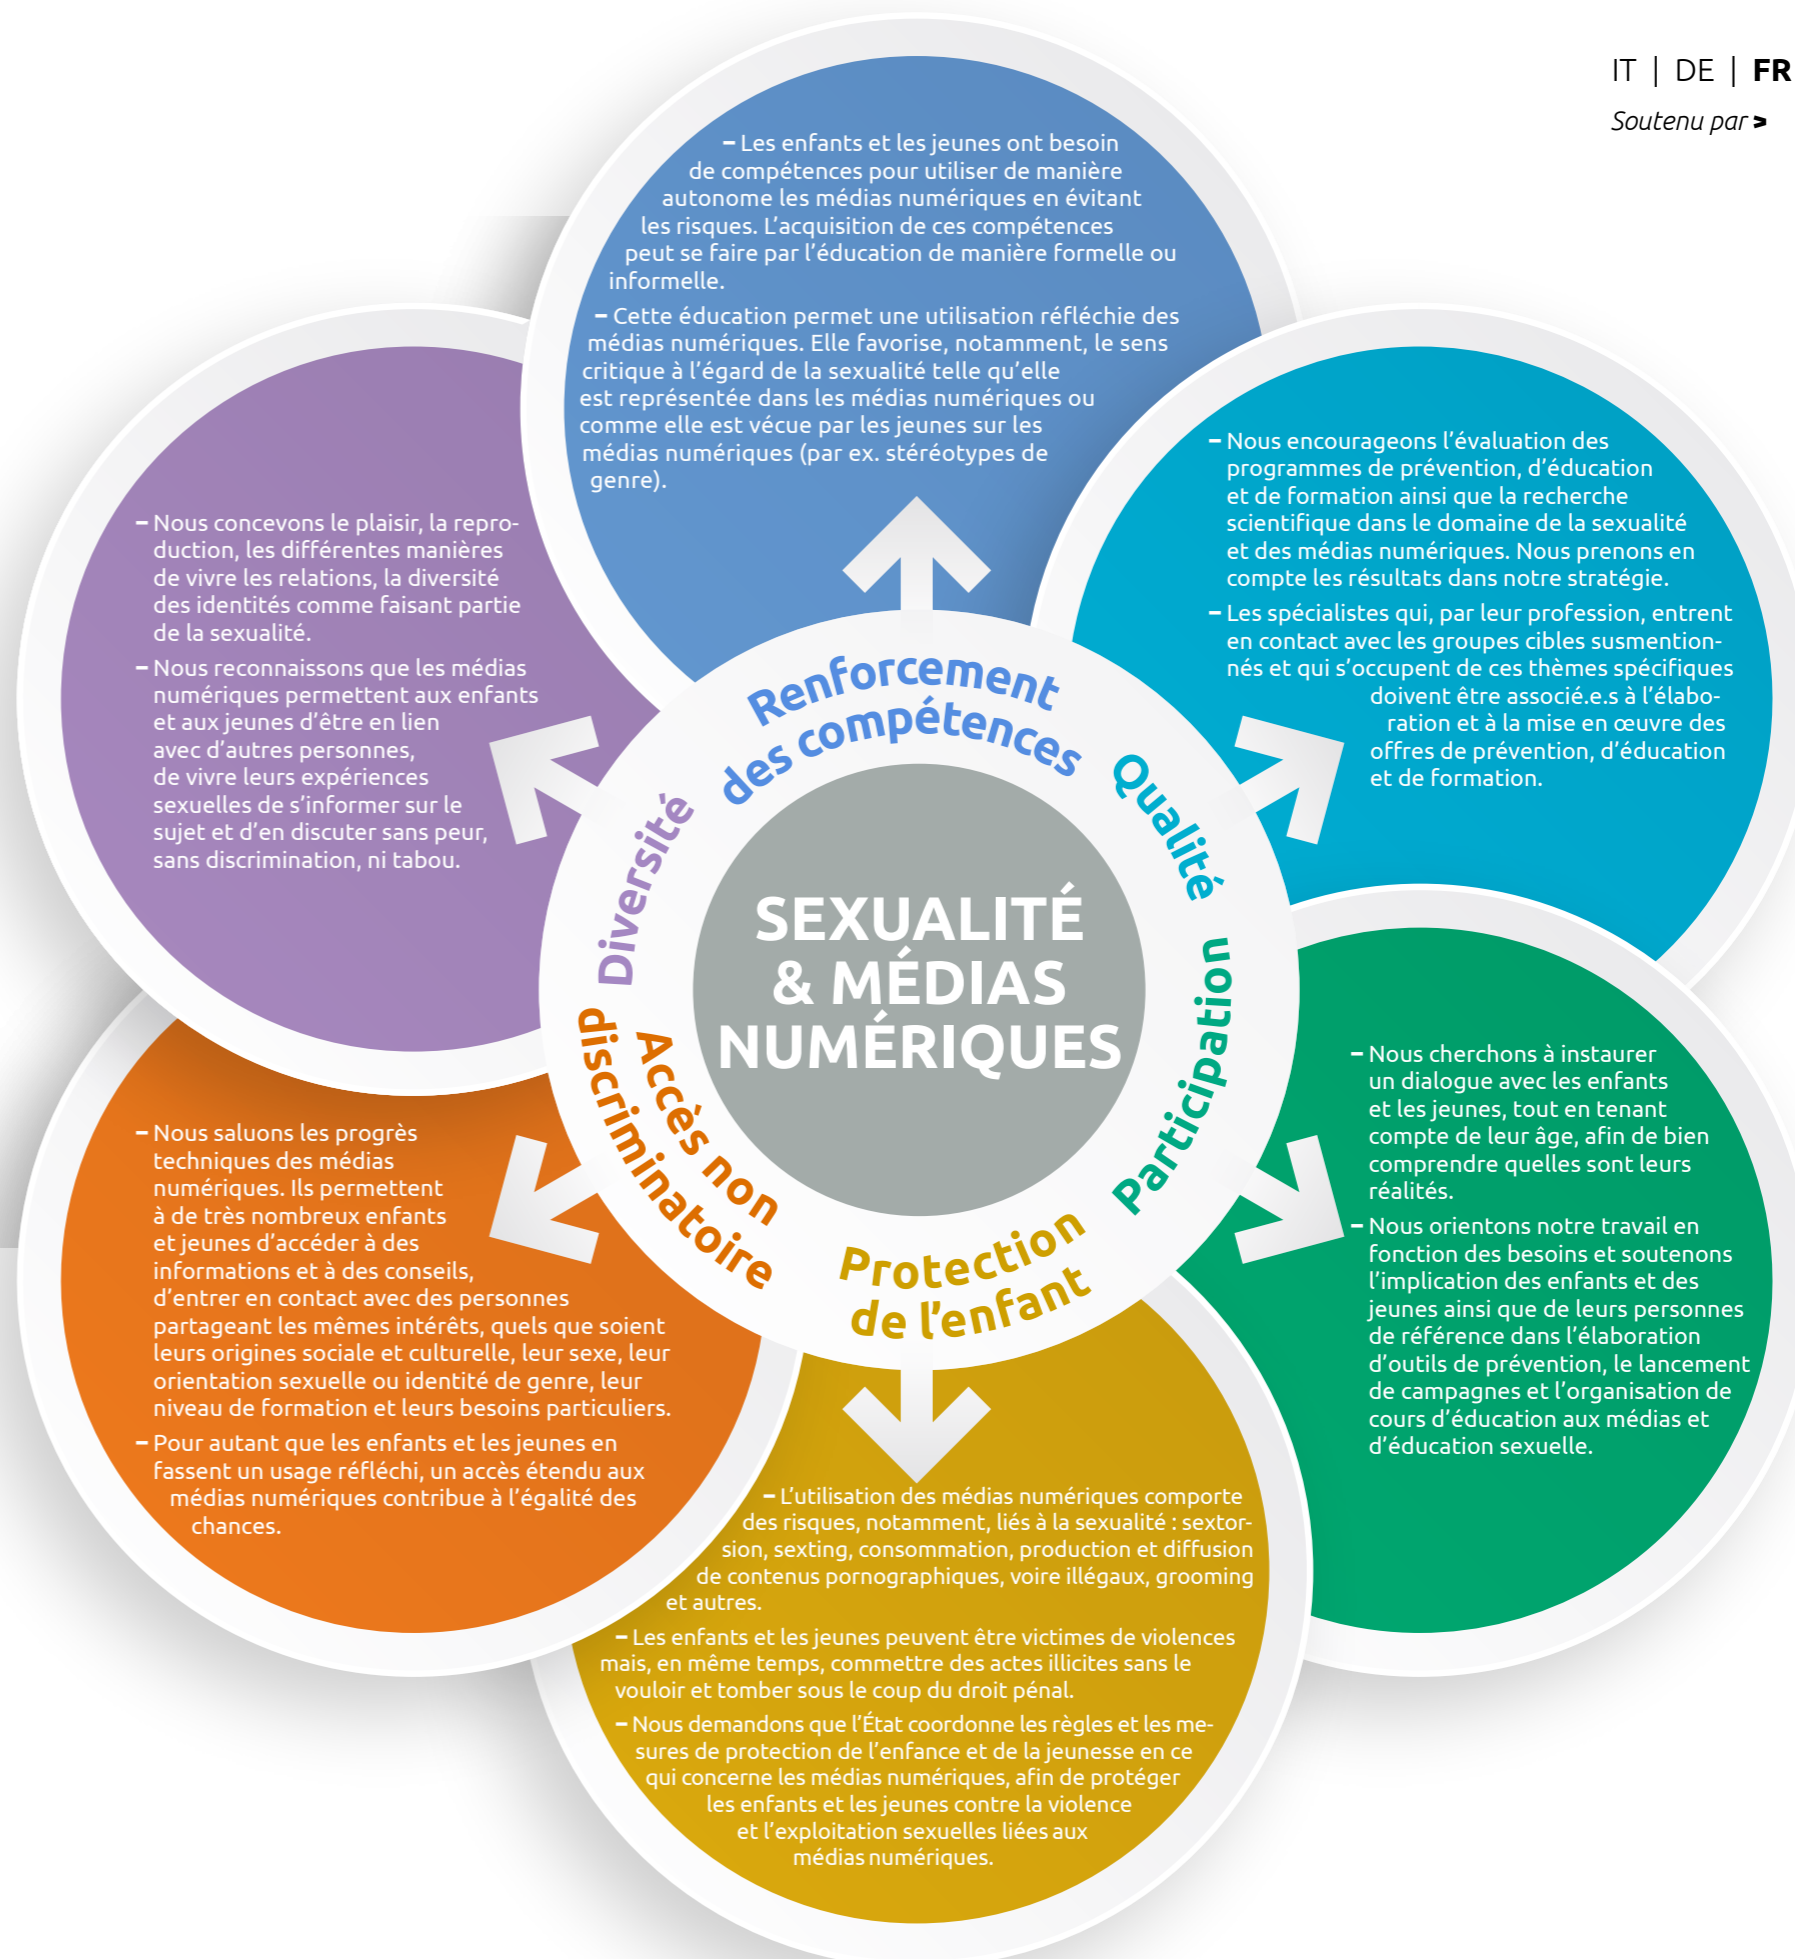 IT | DE | FR
Soutenu par >
– Les enfants et les jeunes ont besoin
de compétences pour utiliser de manière
autonome les médias numériques en évitant
les risques. L’acquisition de ces compétences
peut se faire par l’éducation de manière formelle ou
informelle.
– Cette éducation permet une utilisation réfléchie des
médias numériques. Elle favorise, notamment, le sens
critique à l’égard de la sexualité telle qu’elle
est représentée dans les médias numériques ou
comme elle est vécue par les jeunes sur les
médias numériques (par ex. stéréotypes de
genre).
– Nous encourageons l’évaluation des
programmes de prévention, d’éducation
et de formation ainsi que la recherche
scientifique dans le domaine de la sexualité
et des médias numériques. Nous prenons en
compte les résultats dans notre stratégie.
– Les spécialistes qui, par leur profession, entrent
en contact avec les groupes cibles susmention-
nés et qui s’occupent de ces thèmes spécifiques
doivent être associé.e.s à l’élabo-
ration et à la mise en œuvre des
offres de prévention, d’éducation
et de formation.
– Nous concevons le plaisir, la repro-
duction, les différentes manières
de vivre les relations, la diversité
des identités comme faisant partie
de la sexualité.
– Nous reconnaissons que les médias
numériques permettent aux enfants
et aux jeunes d’être en lien
avec d’autres personnes,
de vivre leurs expériences
sexuelles de s’informer sur le
sujet et d’en discuter sans peur,
sans discrimination, ni tabou.
Renforcement
des compétences
Qualité
Diversité
SEXUALITÉ
& MÉDIAS
NUMÉRIQUES
Participation
Accès non
discriminatoire
Protection
de l’enfant
– Nous cherchons à instaurer
un dialogue avec les enfants
et les jeunes, tout en tenant
compte de leur âge, afin de bien
comprendre quelles sont leurs
réalités.
– Nous orientons notre travail en
fonction des besoins et soutenons
l’implication des enfants et des
jeunes ainsi que de leurs personnes
de référence dans l’élaboration
d’outils de prévention, le lancement
de campagnes et l’organisation de
cours d’éducation aux médias et
d’éducation sexuelle.
– Nous saluons les progrès
techniques des médias
numériques. Ils permettent
à de très nombreux enfants
et jeunes d’accéder à des
informations et à des conseils,
d’entrer en contact avec des personnes
partageant les mêmes intérêts, quels que soient
leurs origines sociale et culturelle, leur sexe, leur
orientation sexuelle ou identité de genre, leur
niveau de formation et leurs besoins particuliers.
– Pour autant que les enfants et les jeunes en
fassent un usage réfléchi, un accès étendu aux
médias numériques contribue à l’égalité des
chances.
– L’utilisation des médias numériques comporte
des risques, notamment, liés à la sexualité : sextor-
sion, sexting, consommation, production et diffusion
de contenus pornographiques, voire illégaux, grooming
et autres.
– Les enfants et les jeunes peuvent être victimes de violences
mais, en même temps, commettre des actes illicites sans le
vouloir et tomber sous le coup du droit pénal.
– Nous demandons que l’État coordonne les règles et les me-
sures de protection de l’enfance et de la jeunesse en ce
qui concerne les médias numériques, afin de protéger
les enfants et les jeunes contre la violence
et l’exploitation sexuelles liées aux
médias numériques.